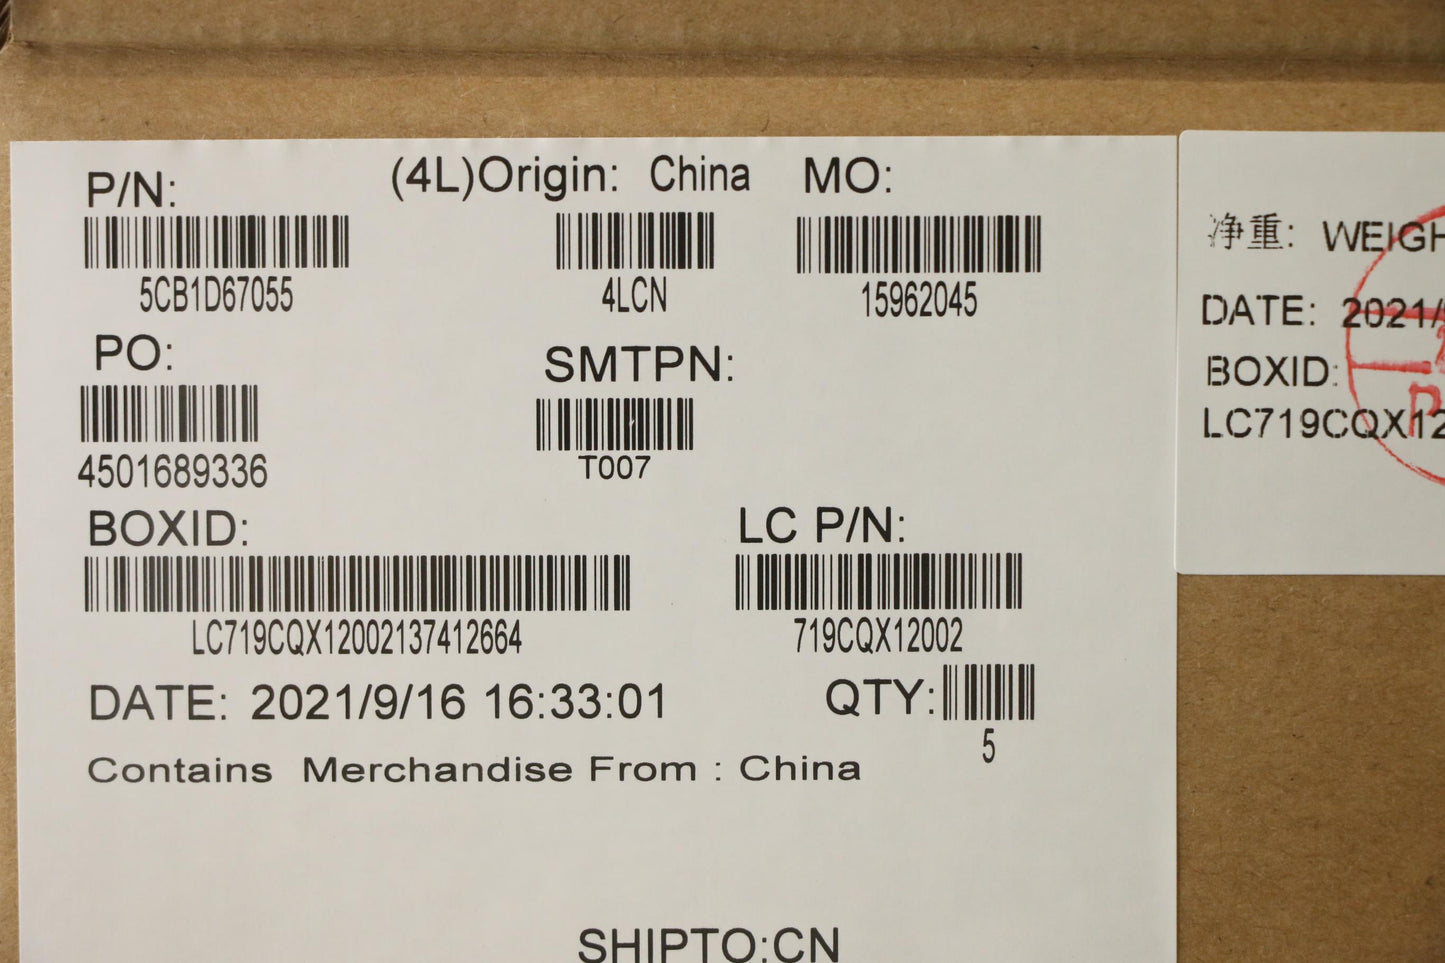 P/N:
(4L)Origin: China
MO:
5CB1D67055
4LCN
15962045
PO:
SMTPN:
4501689336
T007
BOXID:
LC P/N:
LC719CQX12002137412664
719CQX12002
DATE: 2021/9/16 16:33:01
QTY:
5
Contains Merchandise From : China
SHIPTO:CN
净重: WEIGH
DATE: 2021/
BOXID:
LC719CQX12